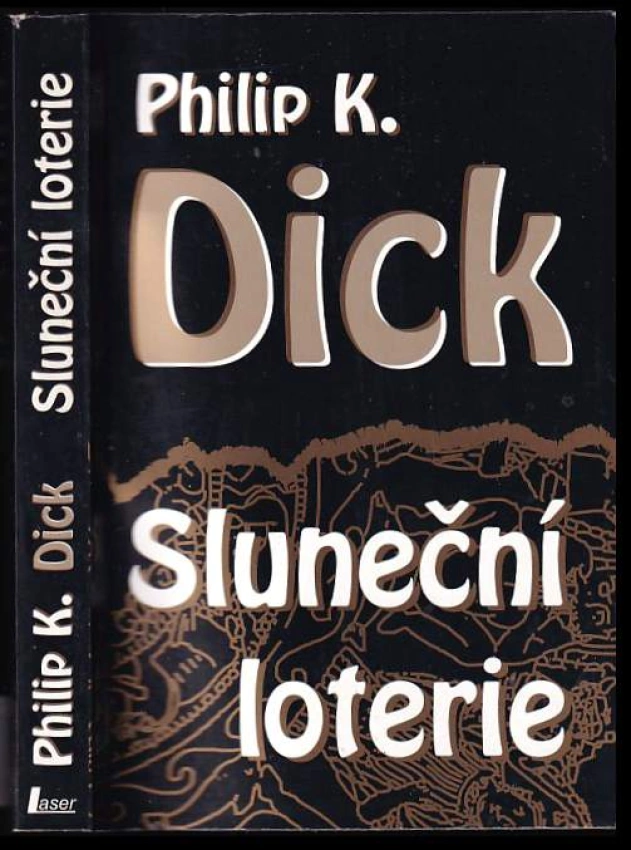 Philip K.
Dick
Sluneční
loterie
Philip K. Dick Sluneční loterie
Laser